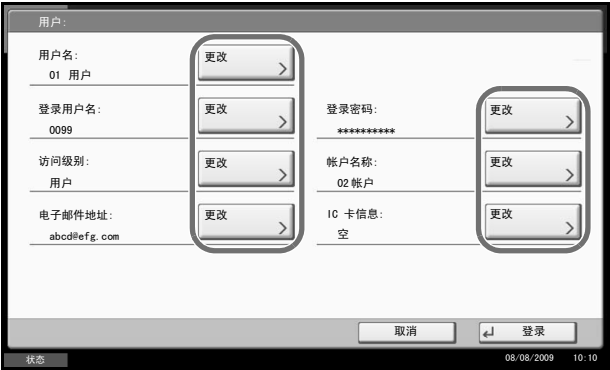 用户:
用户名:
更改
01 用户
登录用户名:
更改
登录密码:
更改
0099
**********
访问级别:
更改
帐户名称:
更改
用户
02 帐户
电子邮件地址:
更改
IC 卡信息:
更改
abcd@efg.com
空
取消
登录
状态
08/08/2009 10:10